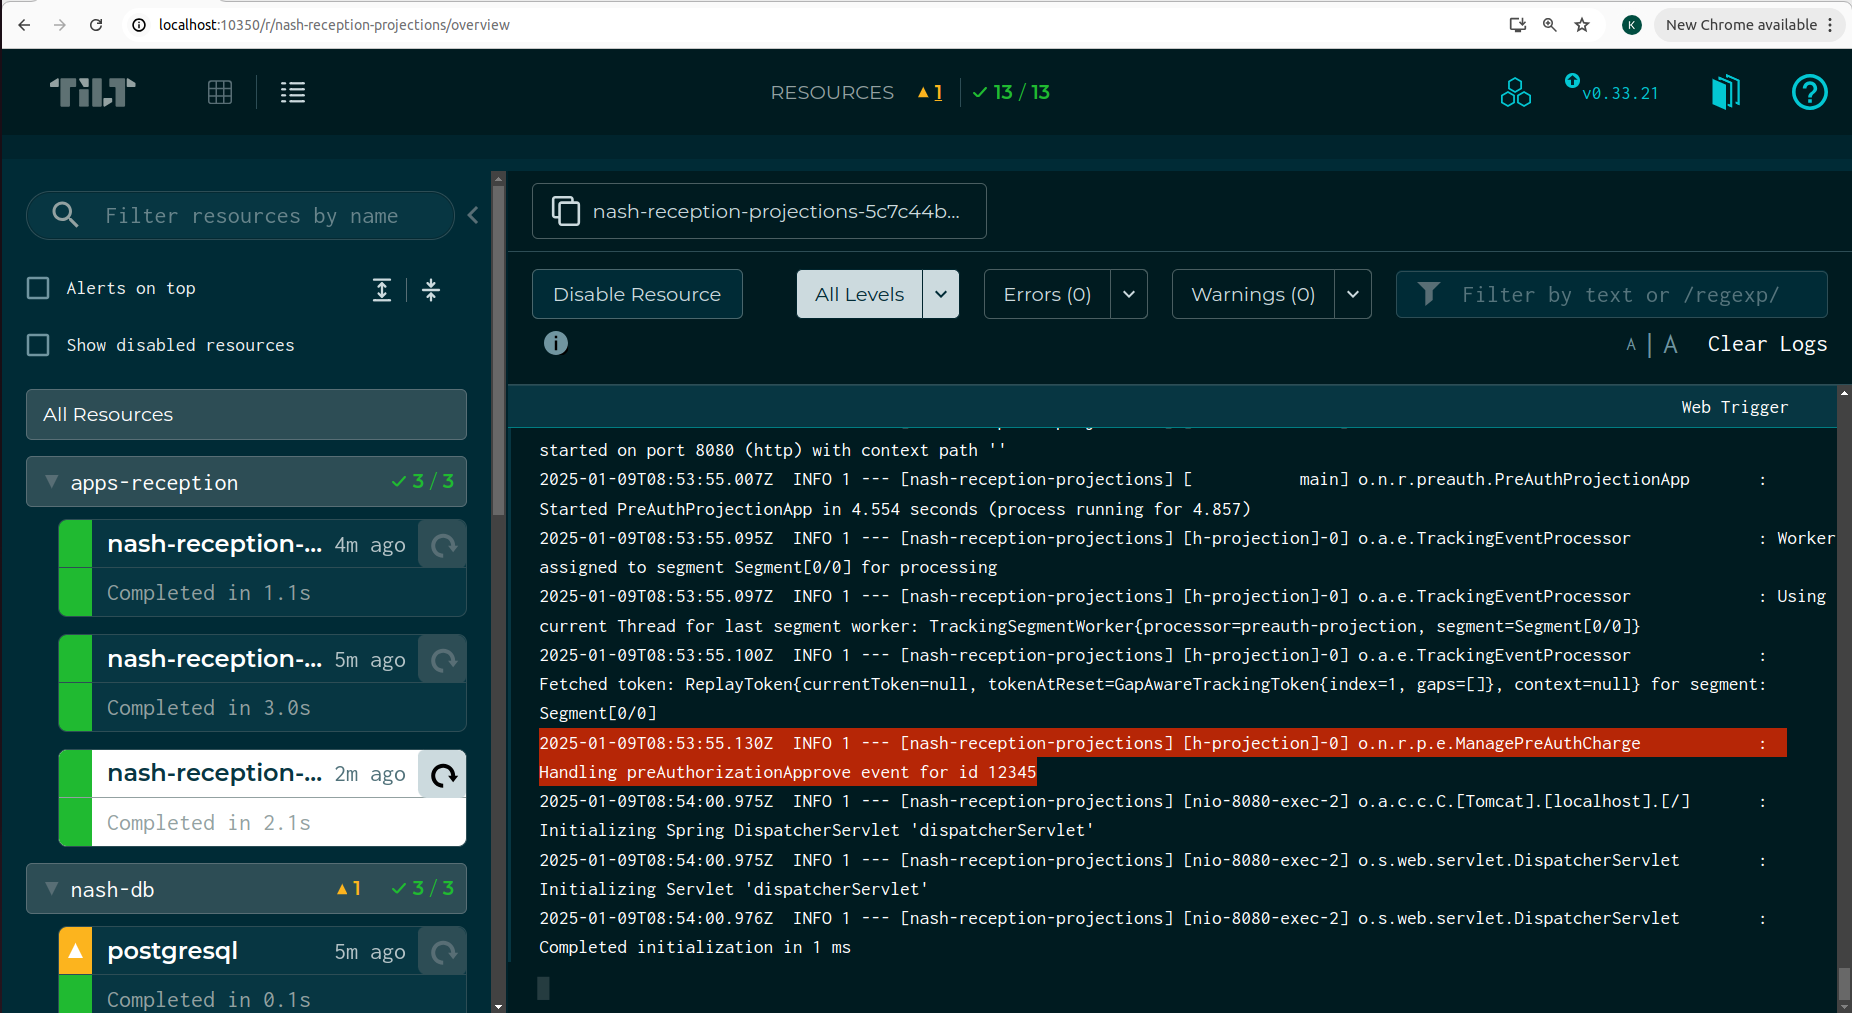 localhost:10350/r/nash-reception-projections/overview
K
New Chrome available
TILT
RESOURCES ▲1 ✓ 13 / 13
v0.33.21
?
Filter resources by name
Alerts on top
Show disabled resources
All Resources
apps-reception ✓ 3 / 3
nash-reception-... 4m ago
Completed in 1.1s
nash-reception-... 5m ago
Completed in 3.0s
nash-reception-... 2m ago
Completed in 2.1s
nash-db ▲1 ✓ 3 / 3
postgresql 5m ago
Completed in 0.1s
nash-reception-projections-5c7c44b...
Disable Resource
All Levels
Errors (0)
Warnings (0)
Filter by text or /regexp/
i
A | A Clear Logs
Web Trigger
started on port 8080 (http) with context path ''
2025-01-09T08:53:55.007Z  INFO 1 --- [nash-reception-projections] [           main] o.n.r.preauth.PreAuthProjectionApp       :
Started PreAuthProjectionApp in 4.554 seconds (process running for 4.857)
2025-01-09T08:53:55.095Z  INFO 1 --- [nash-reception-projections] [h-projection]-0] o.a.e.TrackingEventProcessor             : Worker
assigned to segment Segment[0/0] for processing
2025-01-09T08:53:55.097Z  INFO 1 --- [nash-reception-projections] [h-projection]-0] o.a.e.TrackingEventProcessor             : Using
current Thread for last segment worker: TrackingSegmentWorker{processor=preauth-projection, segment=Segment[0/0]}
2025-01-09T08:53:55.100Z  INFO 1 --- [nash-reception-projections] [h-projection]-0] o.a.e.TrackingEventProcessor             :
Fetched token: ReplayToken{currentToken=null, tokenAtReset=GapAwareTrackingToken{index=1, gaps=[]}, context=null} for segment:
Segment[0/0]
2025-01-09T08:53:55.130Z  INFO 1 --- [nash-reception-projections] [h-projection]-0] o.n.r.p.e.ManagePreAuthCharge            :
Handling preAuthorizationApprove event for id 12345
2025-01-09T08:54:00.975Z  INFO 1 --- [nash-reception-projections] [nio-8080-exec-2] o.a.c.c.C.[Tomcat].[localhost].[/]       :
Initializing Spring DispatcherServlet 'dispatcherServlet'
2025-01-09T08:54:00.975Z  INFO 1 --- [nash-reception-projections] [nio-8080-exec-2] o.s.web.servlet.DispatcherServlet        :
Initializing Servlet 'dispatcherServlet'
2025-01-09T08:54:00.976Z  INFO 1 --- [nash-reception-projections] [nio-8080-exec-2] o.s.web.servlet.DispatcherServlet        :
Completed initialization in 1 ms